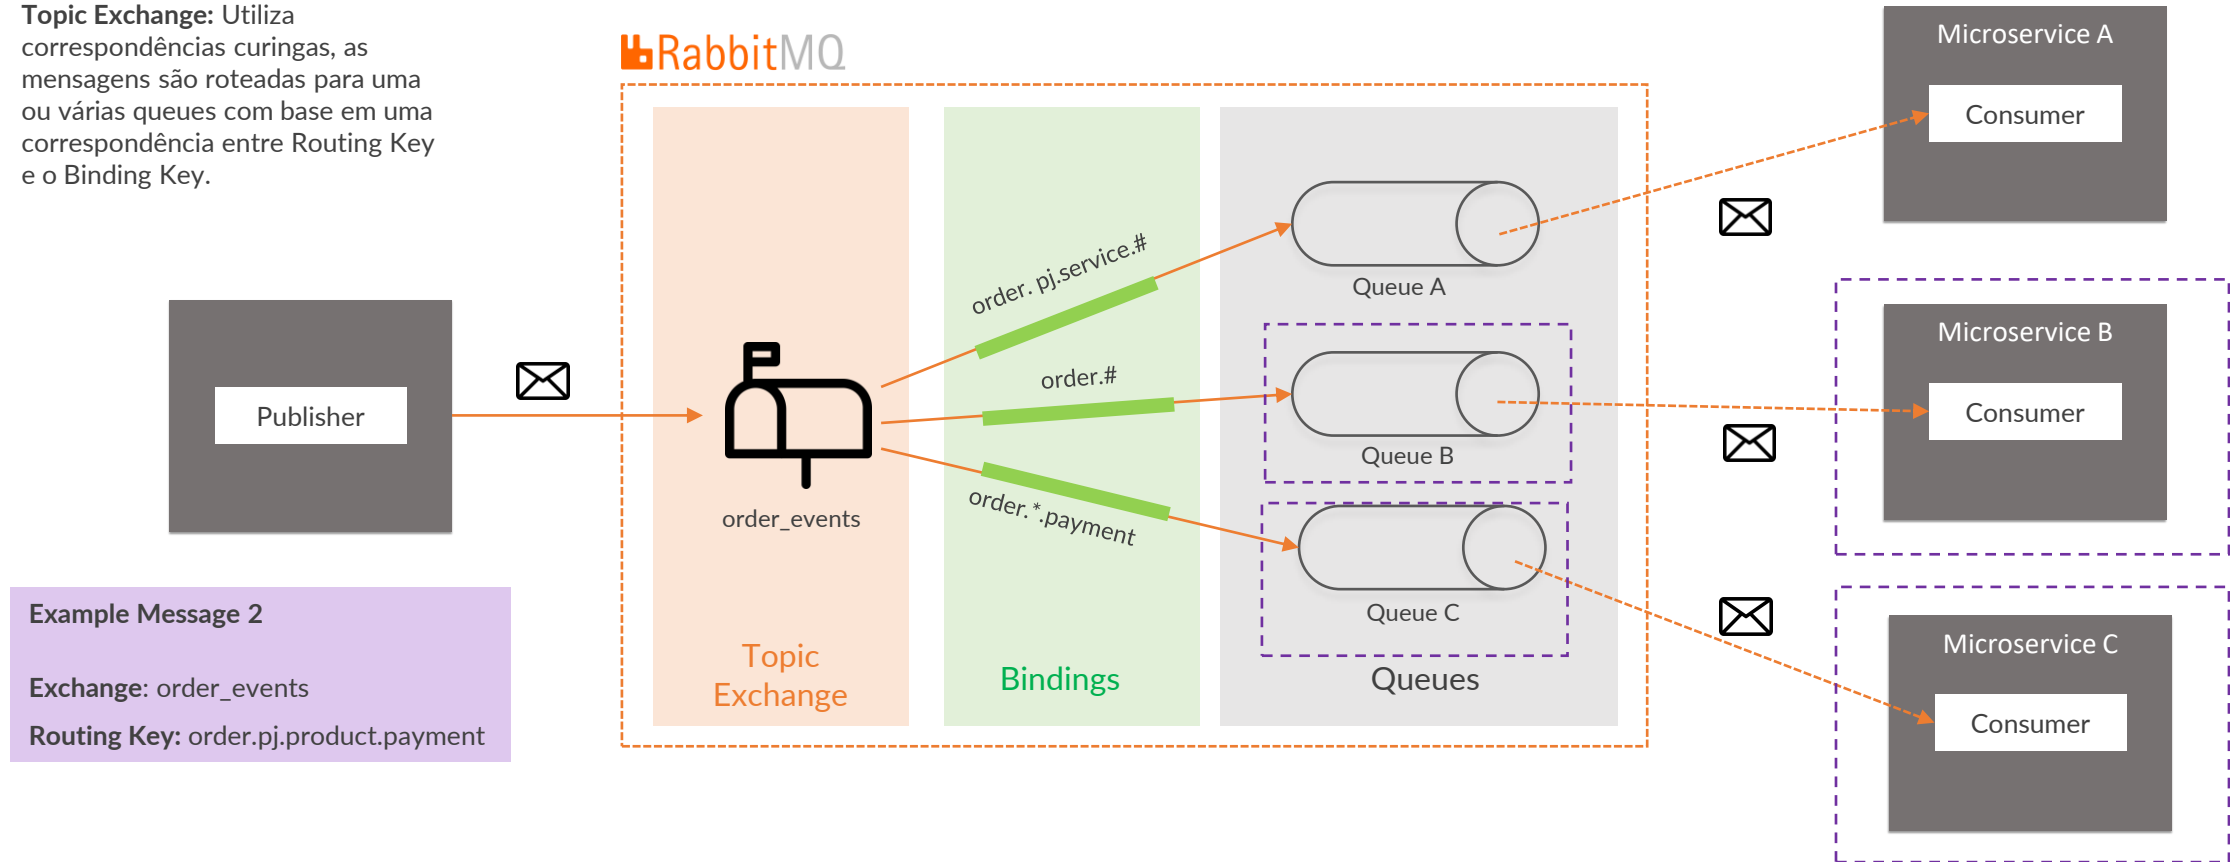 Topic Exchange: Utiliza
correspondências curingas, as
mensagens são roteadas para uma
ou várias queues com base em uma
correspondência entre Routing Key
e o Binding Key.
RabbitMQ
Microservice A
Consumer
order. pj.service.#
Queue A
Publisher
order.#
Queue B
Microservice B
Consumer
order_events
order.*.payment
Queue C
Topic
Exchange
Bindings
Queues
Microservice C
Consumer
Example Message 2
Exchange: order_events
Routing Key: order.pj.product.payment